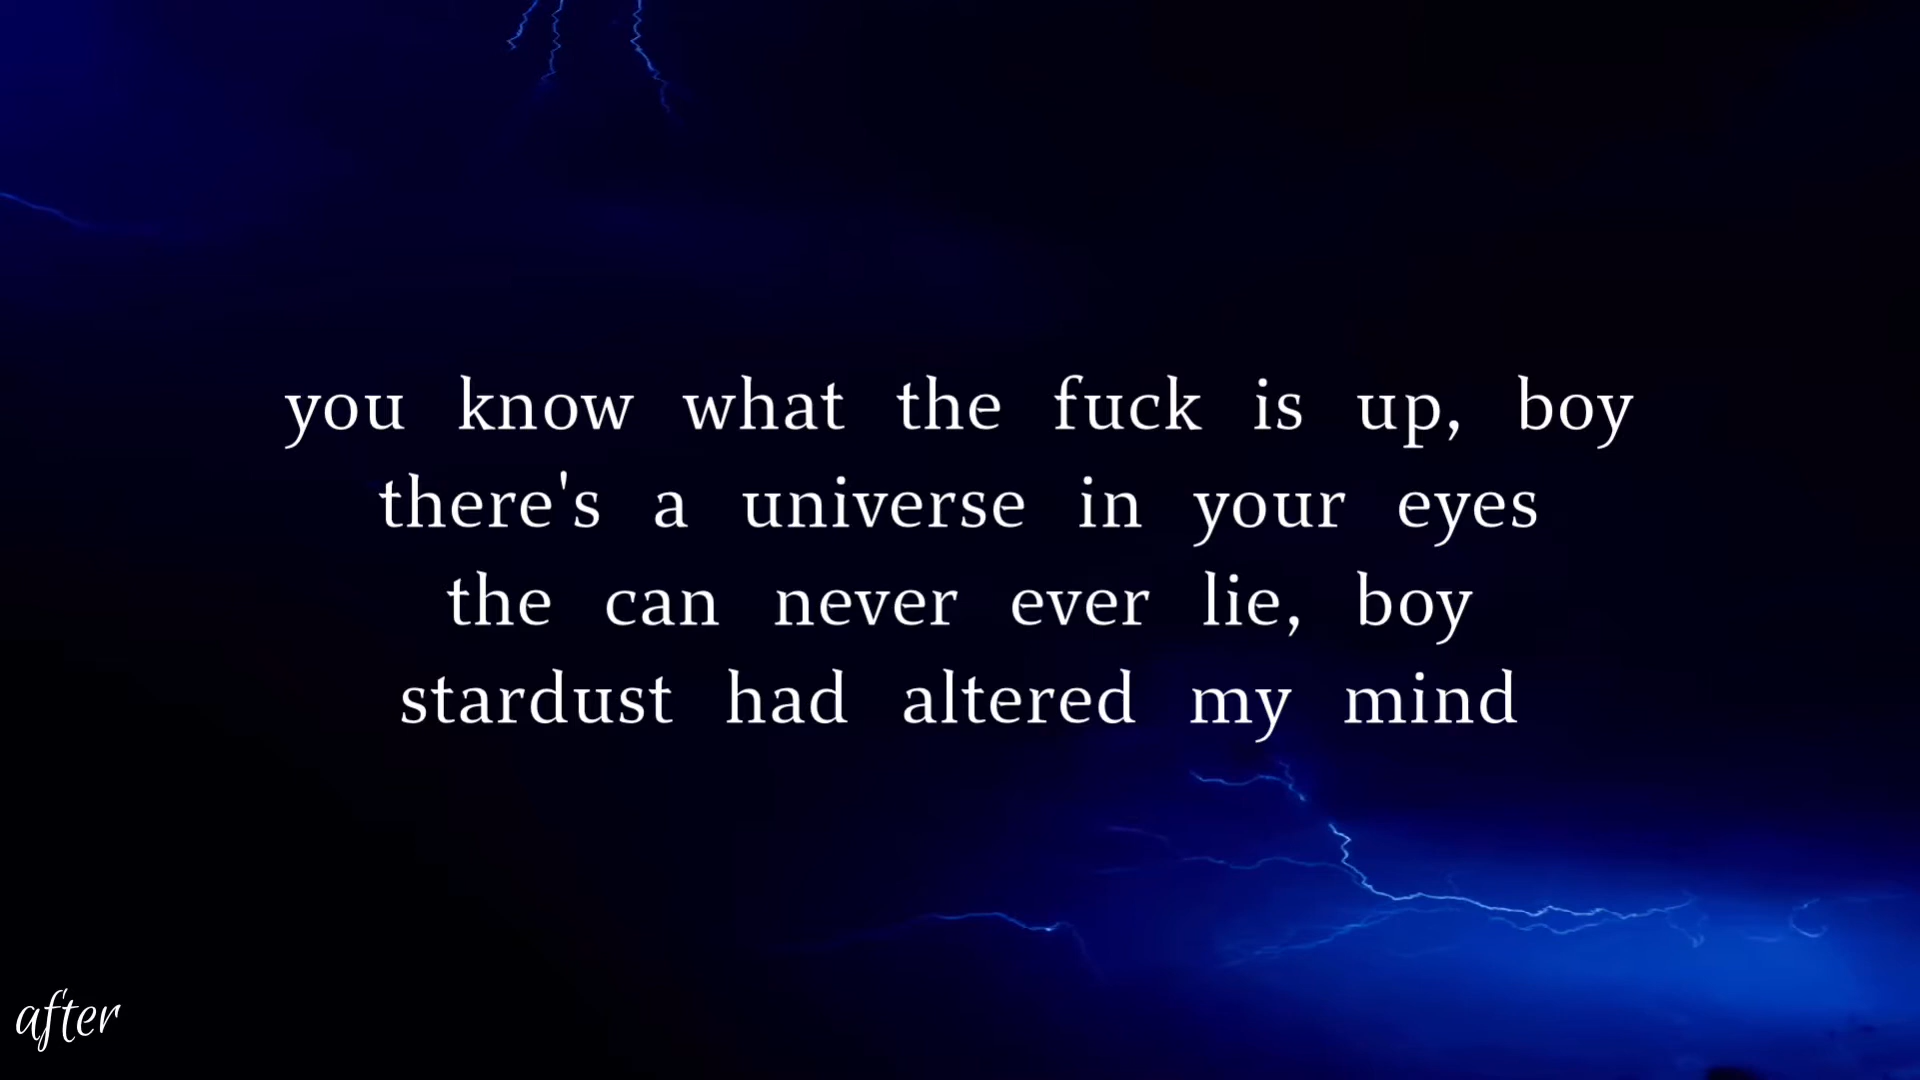 you know what the fuck is up, boy
there's a universe in your eyes
the can never ever lie, boy
stardust had altered my mind
after